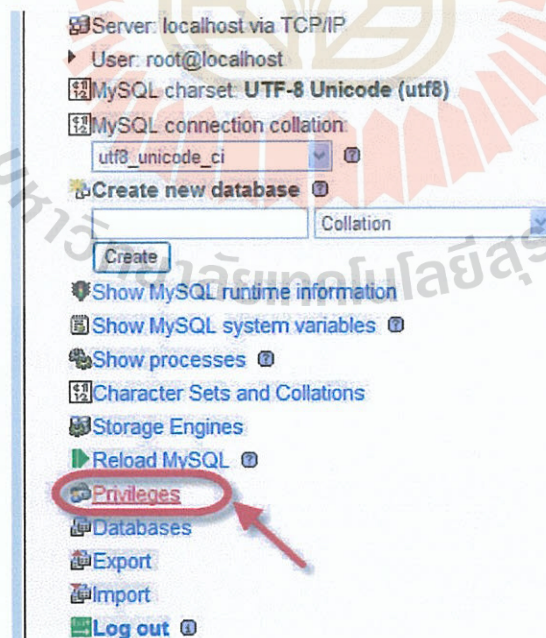 Server: localhost via TCP/IP
User: root@localhost
MySQL charset: UTF-8 Unicode (utf8)
MySQL connection collation:
utf8_unicode_ci
Create new database
Collation
Create
Show MySQL runtime information
Show MySQL system variables
Show processes
Character Sets and Collations
Storage Engines
Reload MySQL
Privileges
Databases
Export
Import
Log out